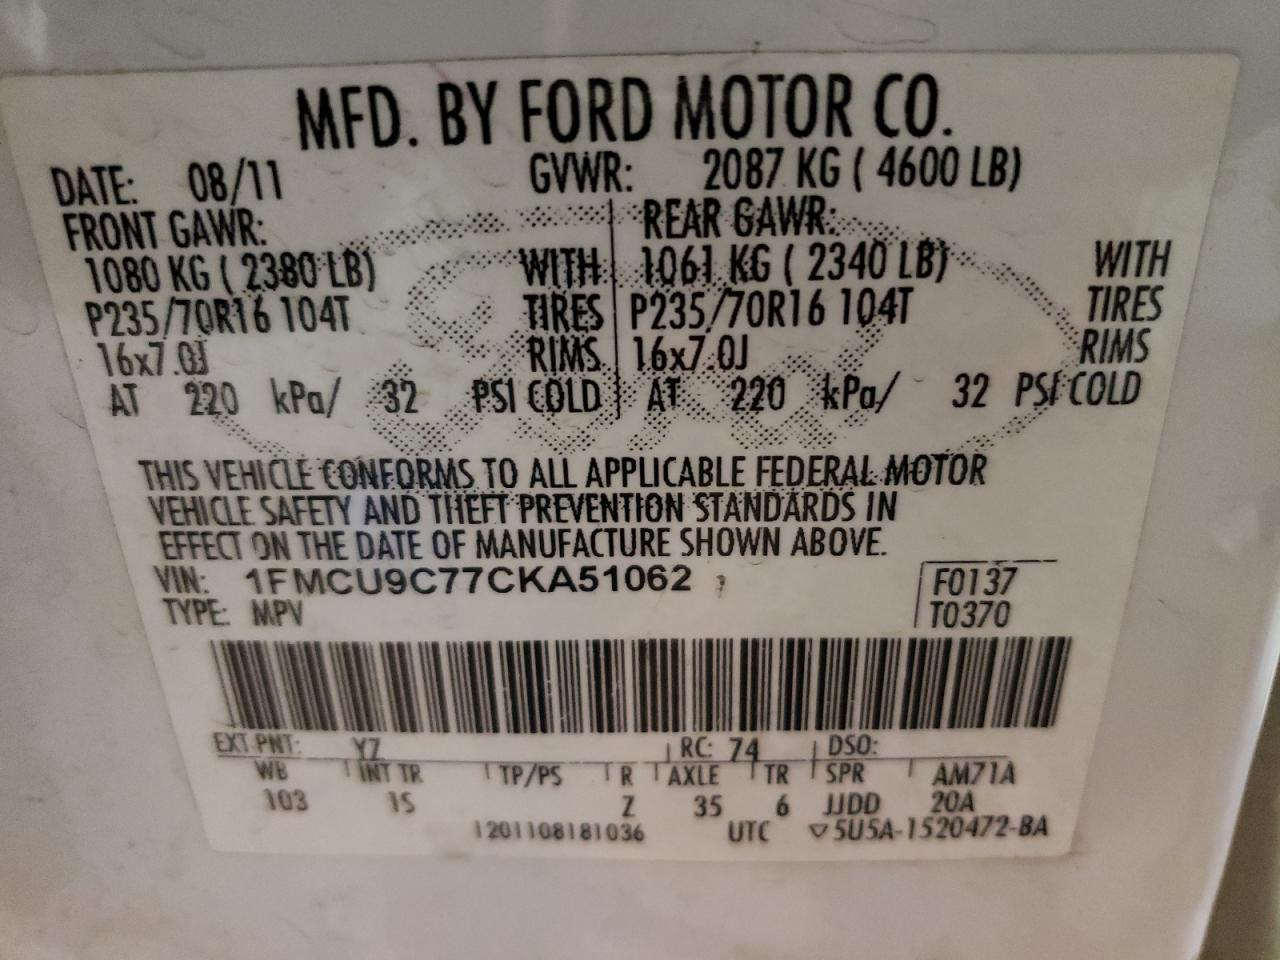 MFD. BY FORD MOTOR CO.
DATE: 08/11 GVWR: 2087 KG ( 4600 LB)
FRONT GAWR: REAR GAWR:
1080 KG ( 2380 LB) WITH 1061 KG ( 2340 LB) WITH
P235/70R16 104T TIRES P235/70R16 104T TIRES
16x7.0J RIMS 16x7.0J RIMS
AT 220 kPa/ 32 PSI COLD AT 220 kPa/ 32 PSI COLD
THIS VEHICLE CONFORMS TO ALL APPLICABLE FEDERAL MOTOR
VEHICLE SAFETY AND THEFT PREVENTION STANDARDS IN
EFFECT ON THE DATE OF MANUFACTURE SHOWN ABOVE.
VIN: 1FMCU9C77CKA51062 F0137
TYPE: MPV T0370
EXT PNT: YZ RC: 74 DSO:
WB INT TR TP/PS R AXLE TR SPR AM71A
103 1S Z 35 6 JJDD 20A
1201108181036 UTC ▽5U5A-1520472-BA